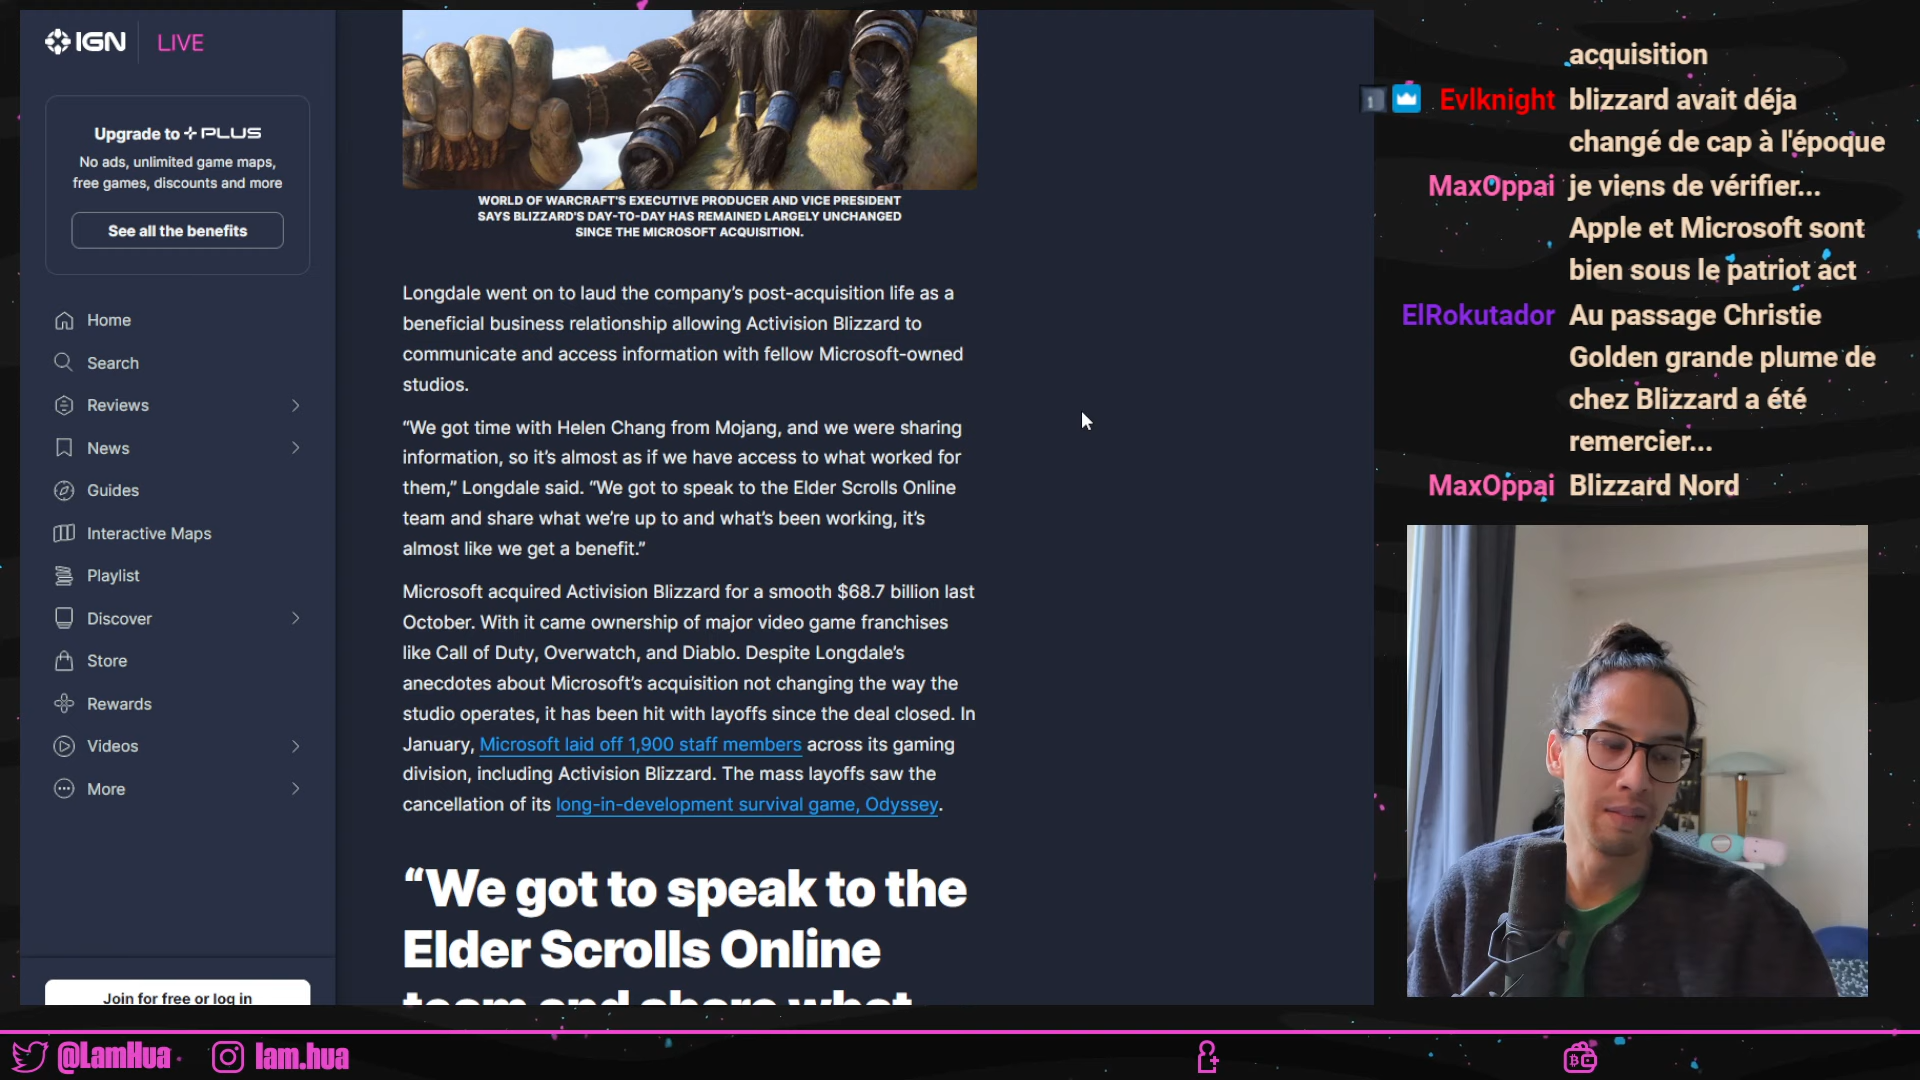 IGN LIVE
Upgrade to PLUS
No ads, unlimited game maps,
free games, discounts and more
See all the benefits
Home
Search
Reviews
News
Guides
Interactive Maps
Playlist
Discover
Store
Rewards
Videos
More
Join for free or log in
WORLD OF WARCRAFT'S EXECUTIVE PRODUCER AND VICE PRESIDENT
SAYS BLIZZARD'S DAY-TO-DAY HAS REMAINED LARGELY UNCHANGED
SINCE THE MICROSOFT ACQUISITION.
Longdale went on to laud the company's post-acquisition life as a
beneficial business relationship allowing Activision Blizzard to
communicate and access information with fellow Microsoft-owned
studios.
“We got time with Helen Chang from Mojang, and we were sharing
information, so it's almost as if we have access to what worked for
them,” Longdale said. “We got to speak to the Elder Scrolls Online
team and share what we're up to and what's been working, it's
almost like we get a benefit.”
Microsoft acquired Activision Blizzard for a smooth $68.7 billion last
October. With it came ownership of major video game franchises
like Call of Duty, Overwatch, and Diablo. Despite Longdale's
anecdotes about Microsoft's acquisition not changing the way the
studio operates, it has been hit with layoffs since the deal closed. In
January, Microsoft laid off 1,900 staff members across its gaming
division, including Activision Blizzard. The mass layoffs saw the
cancellation of its long-in-development survival game, Odyssey.
“We got to speak to the
Elder Scrolls Online
team and share what
acquisition
1 Evlknight blizzard avait déja
changé de cap à l'époque
MaxOppai je viens de vérifier...
Apple et Microsoft sont
bien sous le patriot act
ElRokutador Au passage Christie
Golden grande plume de
chez Blizzard a été
remercier...
MaxOppai Blizzard Nord
@LamHua lam.hua